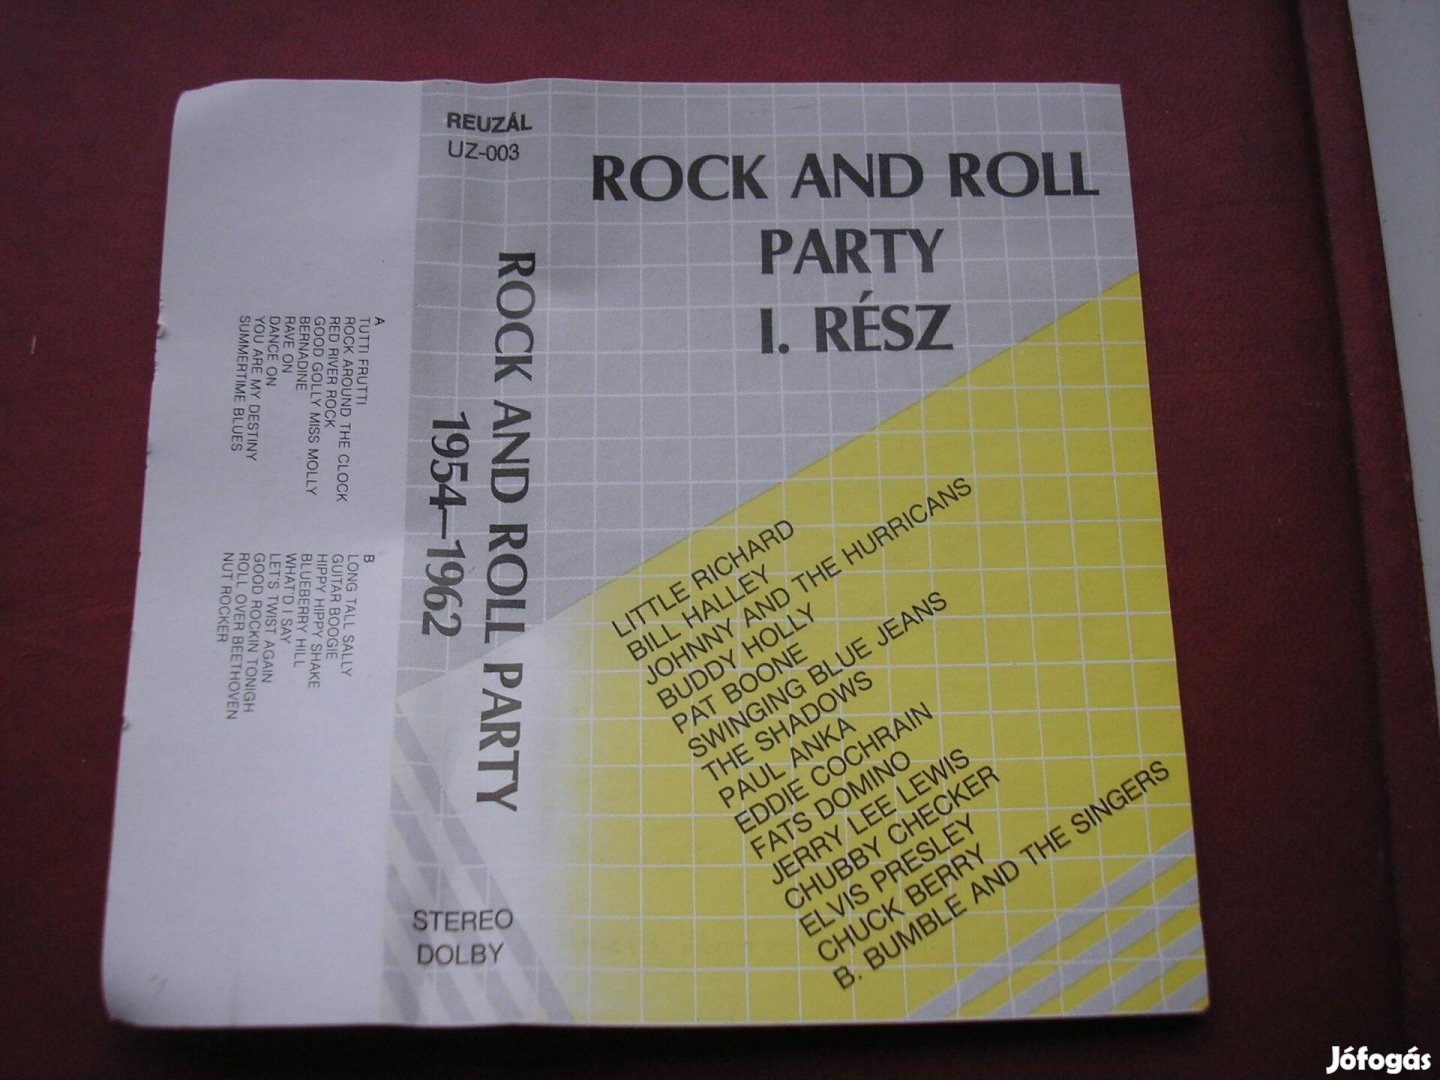 REUZÁL
UZ-003
ROCK AND ROLL PARTY
1954—1962
STEREO
DOLBY
ROCK AND ROLL
PARTY
I. RÉSZ
LITTLE RICHARD
BILL HALLEY
JOHNNY AND THE HURRICANS
BUDDY HOLLY
PAT BOONE
SWINGING BLUE JEANS
THE SHADOWS
PAUL ANKA
EDDIE COCHRAIN
FATS DOMINO
JERRY LEE LEWIS
CHUBBY CHECKER
ELVIS PRESLEY
CHUCK BERRY
B. BUMBLE AND THE SINGERS
A
TUTTI FRUTTI
ROCK AROUND THE CLOCK
RED RIVER ROCK
GOOD GOLLY MISS MOLLY
BERNADINE
RAVE ON
DANCE ON
YOU ARE MY DESTINY
SUMMERTIME BLUES
B
LONG TALL SALLY
GUITAR BOOGIE
HIPPY HIPPY SHAKE
BLUEBERRY HILL
WHAT'D I SAY
LET'S TWIST AGAIN
GOOD ROCKIN TONIGH
ROLL OVER BEETHOVEN
NUT ROCKER
Jófogás